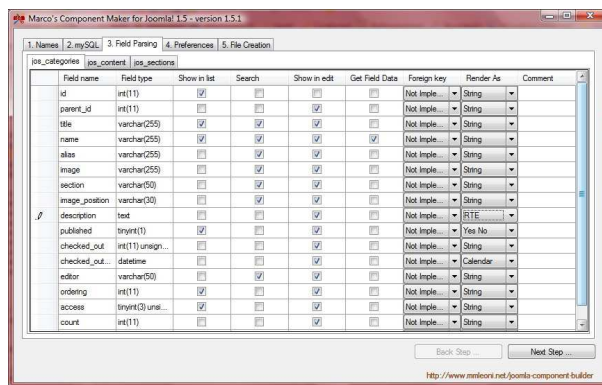 Marco's Component Maker for Joomla! 1.5 - version 1.5.1
1. Names 2. mySQL 3. Field Parsing 4. Preferences 5. File Creation
jos_categories jos_content jos_sections
Field name Field type Show in list Search Show in edit Get Field Data Foreign key Render As Comment
id int(11) Not Imple... String
parent_id int(11) Not Imple... String
title varchar(255) Not Imple... String
name varchar(255) Not Imple... String
alias varchar(255) Not Imple... String
image varchar(255) Not Imple... String
section varchar(50) Not Imple... String
image_position varchar(30) Not Imple... String
description text Not Imple... RTE
published tinyint(1) Not Imple... Yes No
checked_out int(11) unsign... Not Imple... String
checked_out... datetime Not Imple... Calendar
editor varchar(50) Not Imple... String
ordering int(11) Not Imple... String
access tinyint(3) unsi... Not Imple... String
count int(11) Not Imple... String
Back Step ... Next Step ...
http://www.mmleoni.net/joomla-component-builder